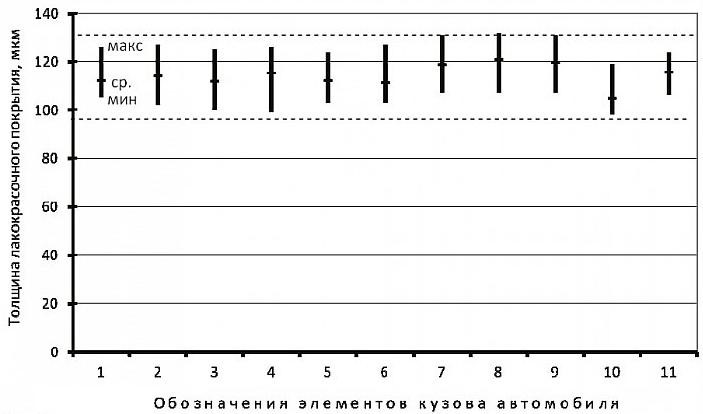 Толщина лакокрасочного покрытия, мкм
140
120
100
80
60
40
20
0
макс
ср.
мин
1 2 3 4 5 6 7 8 9 10 11
Обозначения элементов кузова автомобиля